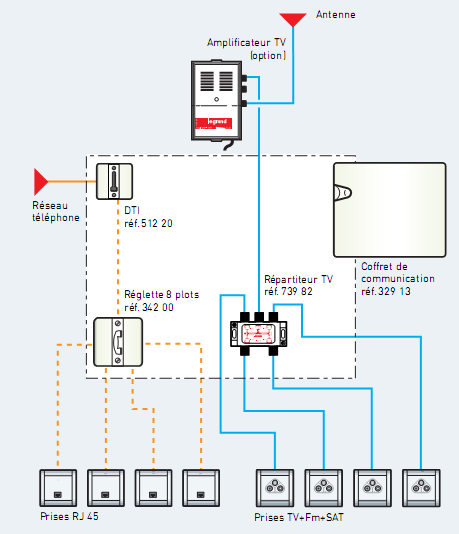 Antenne
Amplificateur TV
(option)
legrand
Réseau
téléphone
DTI
réf. 512 20
Coffret de
communication
réf. 329 13
Répartiteur TV
réf. 739 82
Réglette 8 plots
réf. 342 00
Prises RJ 45
Prises TV+Fm+SAT